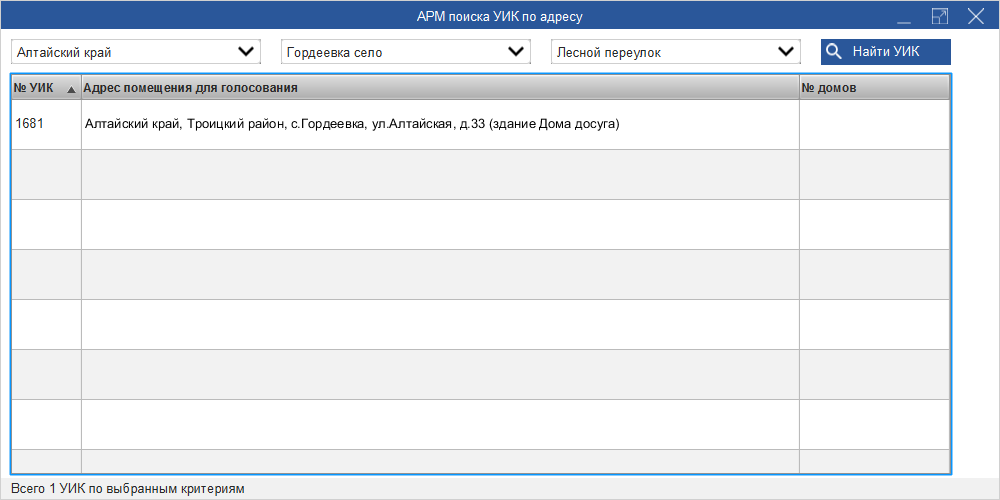 АРМ поиска УИК по адресу
Алтайский край Гордеевка село Лесной переулок Найти УИК
№ УИК Адрес помещения для голосования № домов
1681 Алтайский край, Троицкий район, с.Гордеевка, ул.Алтайская, д.33 (здание Дома досуга)
Всего 1 УИК по выбранным критериям